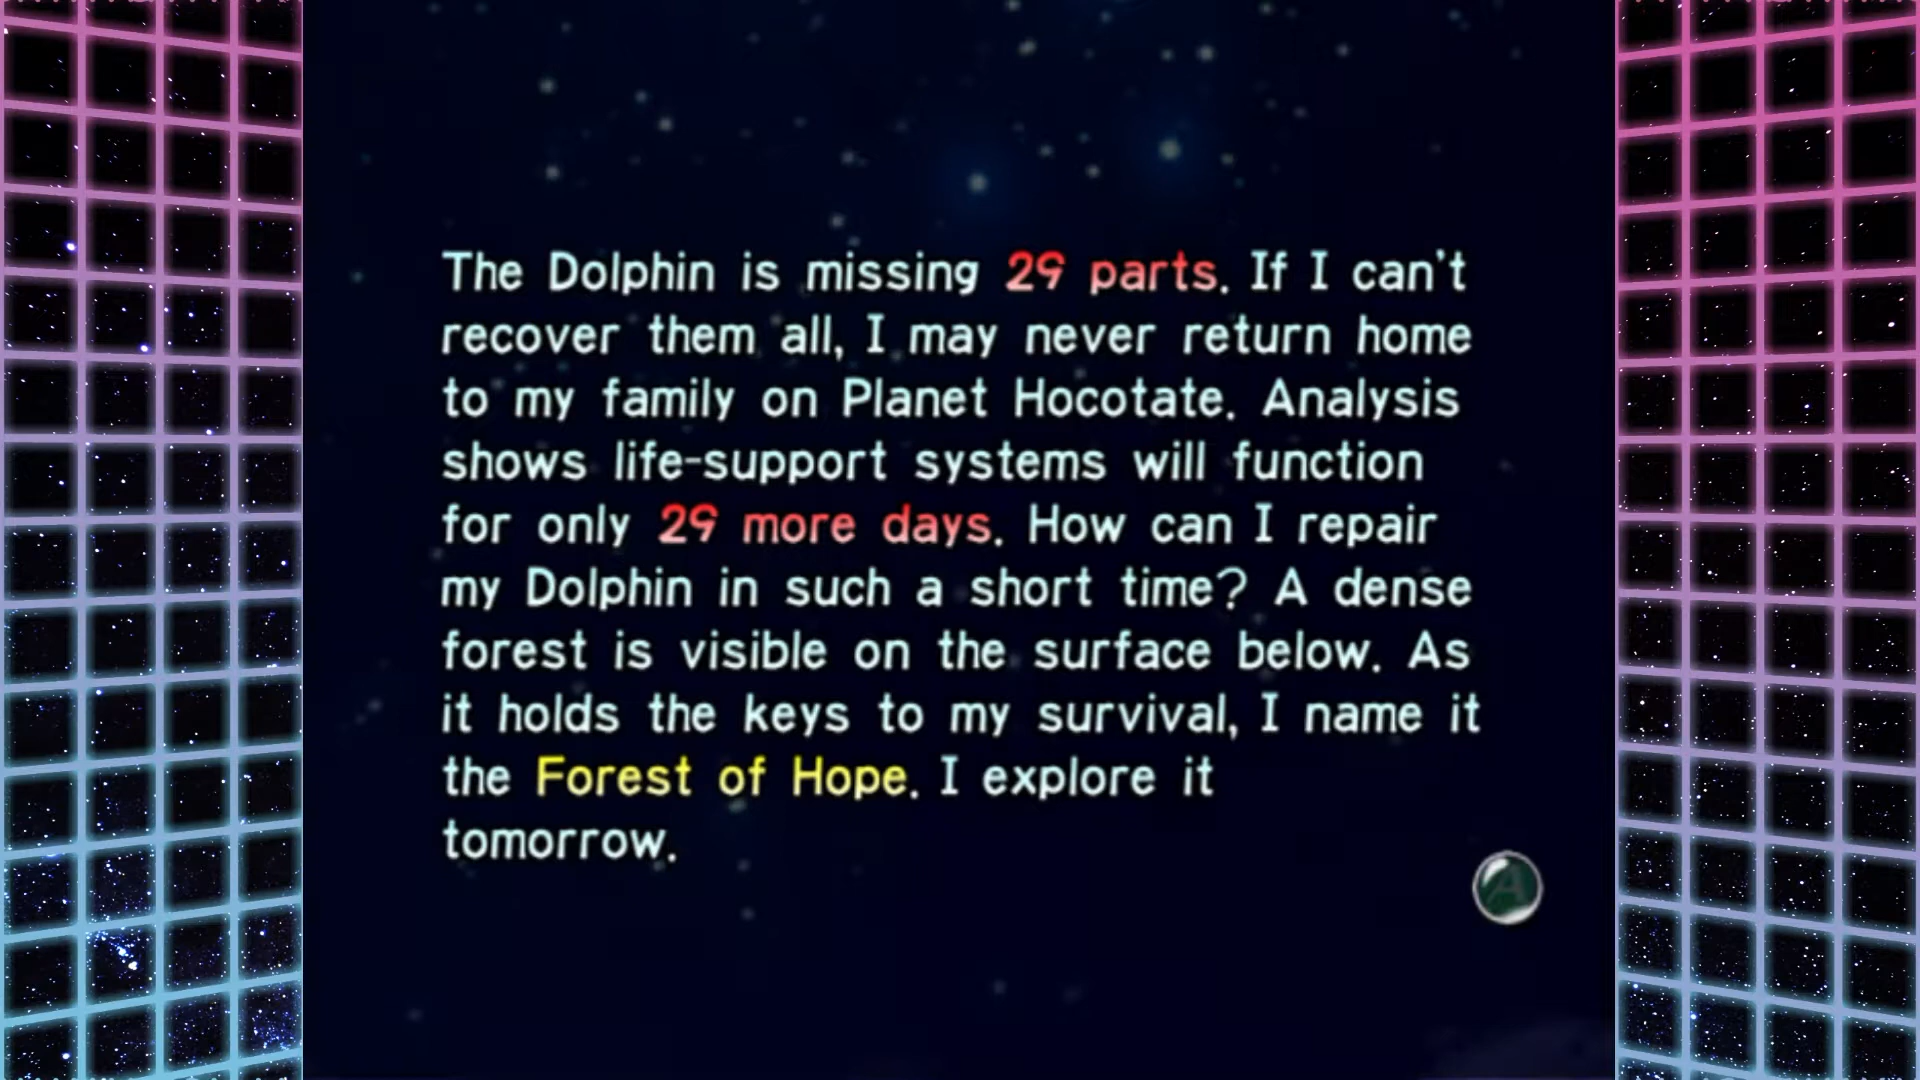 The Dolphin is missing 29 parts. If I can't
recover them all, I may never return home
to my family on Planet Hocotate. Analysis
shows life-support systems will function
for only 29 more days. How can I repair
my Dolphin in such a short time? A dense
forest is visible on the surface below. As
it holds the keys to my survival, I name it
the Forest of Hope. I explore it
tomorrow.
A